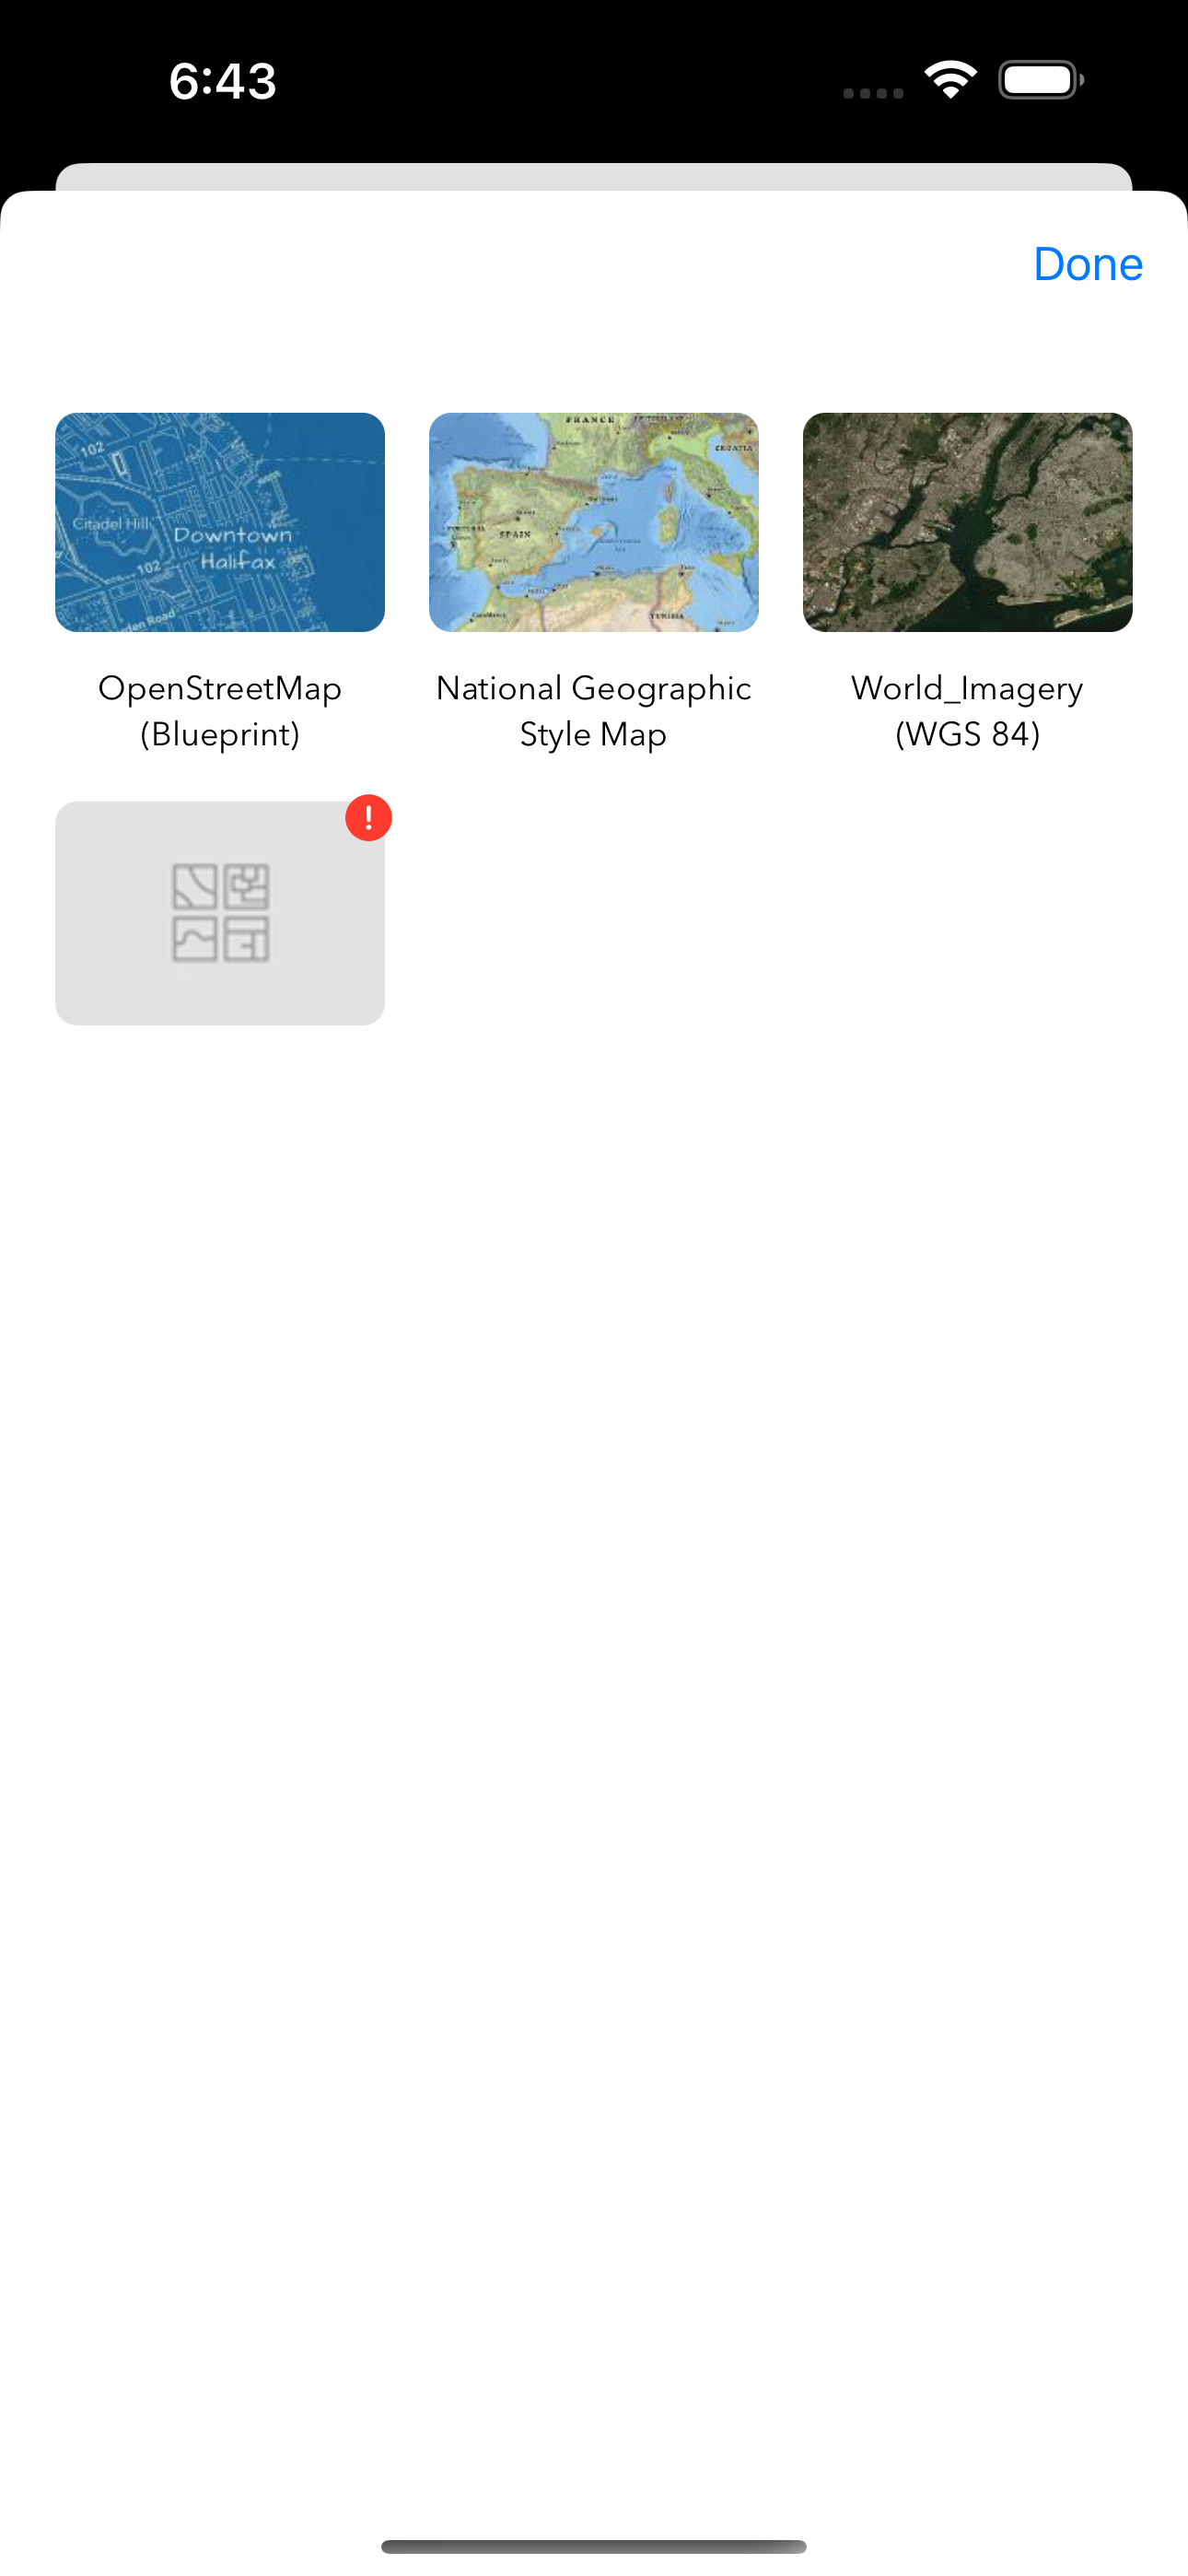 6:43
Done
102
Citadel Hill
Downtown
Halifax
102
den Road
FRANCE
CROATIA
PORTUGAL
SPAIN
TUNISIA
OpenStreetMap
(Blueprint)
National Geographic
Style Map
World_Imagery
(WGS 84)
!